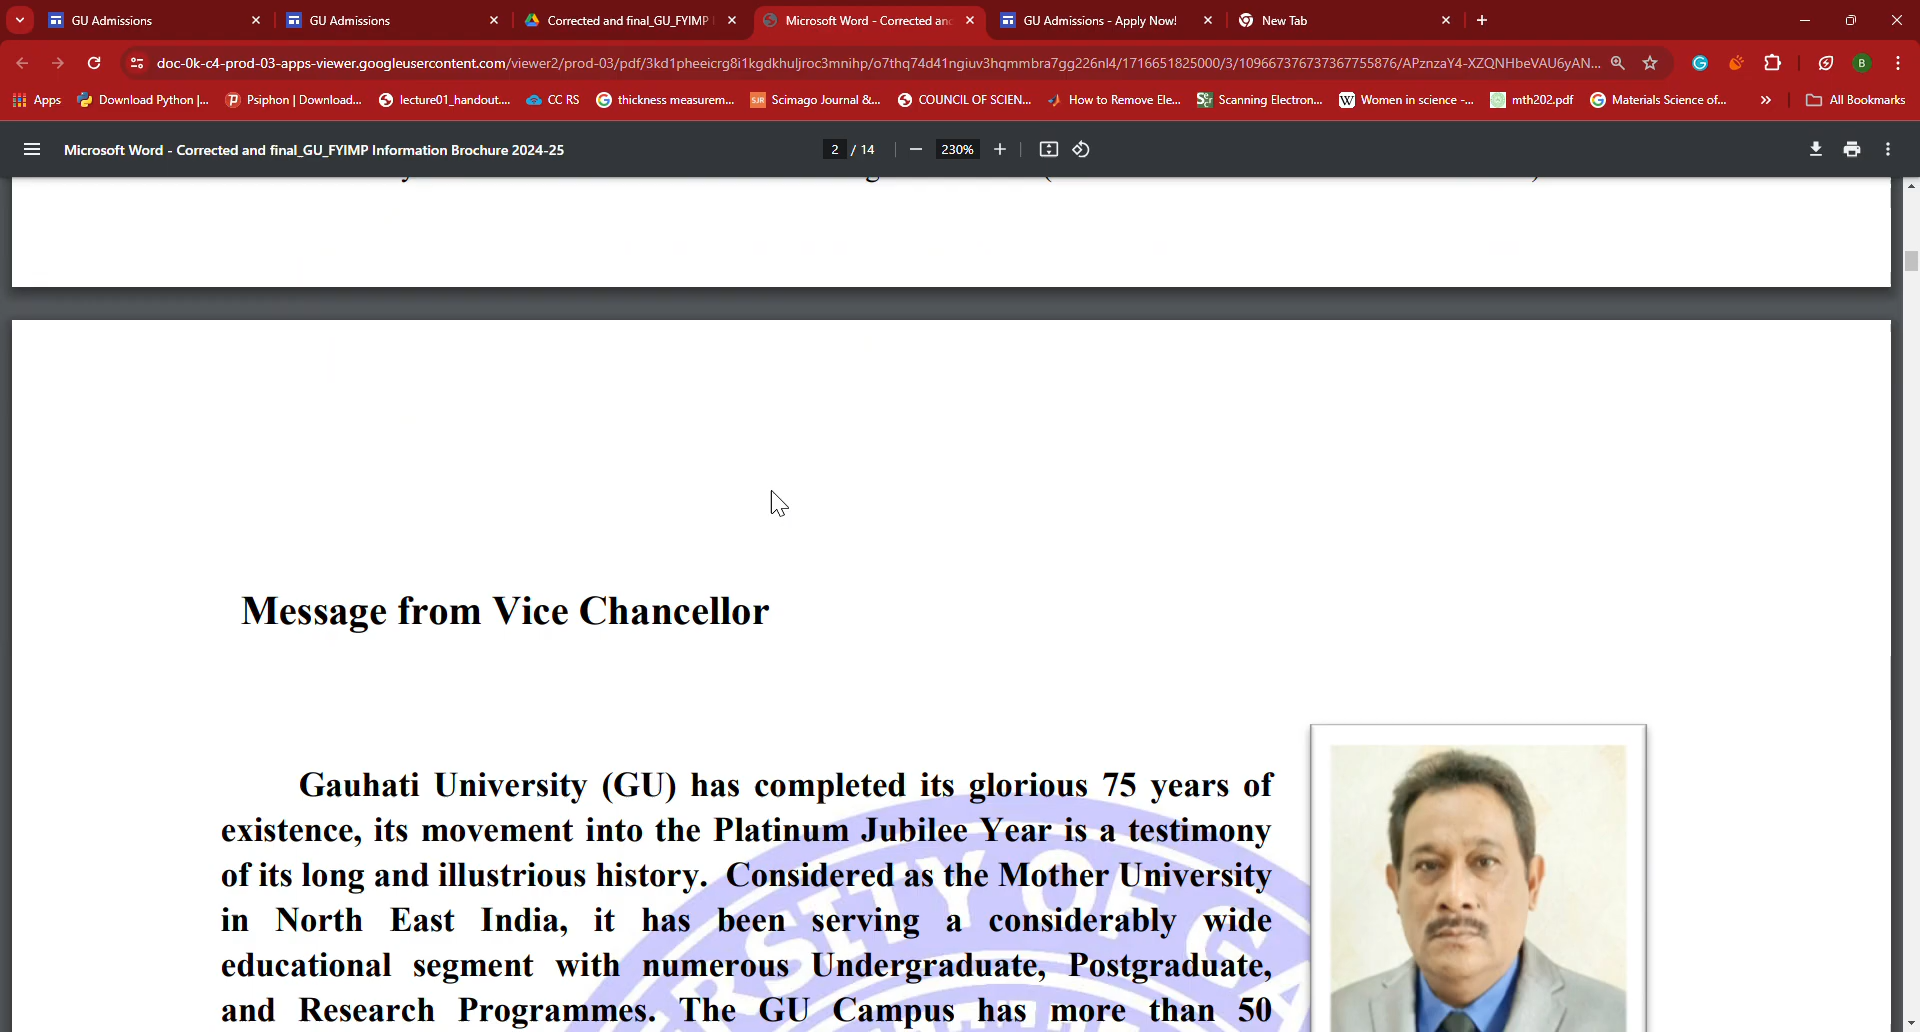 GU Admissions
GU Admissions
Corrected and final_GU_FYIMP
Microsoft Word - Corrected and
GU Admissions - Apply Now!
New Tab
doc-0k-c4-prod-03-apps-viewer.googleusercontent.com/viewer2/prod-03/pdf/3kd1pheeicrg8i1kgdkhuljroc3mnihp/o7thq74d41ngiuv3hqmmbra7gg226nl4/1716651825000/3/109667376737367755876/APznzaY4-XZQNHbeVAU6yAN...
B
Apps
Download Python |...
Psiphon | Download...
lecture01_handout....
CC RS
thickness measurem...
Scimago Journal &...
COUNCIL OF SCIEN...
How to Remove Ele...
Scanning Electron...
Women in science -...
mth202.pdf
Materials Science of...
All Bookmarks
Microsoft Word - Corrected and final_GU_FYIMP Information Brochure 2024-25
2 / 14
230%
Message from Vice Chancellor
Gauhati University (GU) has completed its glorious 75 years of
existence, its movement into the Platinum Jubilee Year is a testimony
of its long and illustrious history. Considered as the Mother University
in North East India, it has been serving a considerably wide
educational segment with numerous Undergraduate, Postgraduate,
and Research Programmes. The GU Campus has more than 50